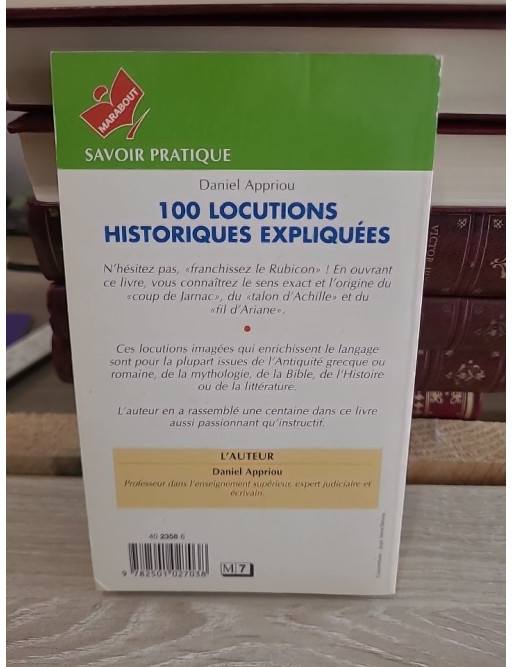 MARABOUT
SAVOIR PRATIQUE
Daniel Appriou
100 LOCUTIONS
HISTORIQUES EXPLIQUÉES
N'hésitez pas, «franchissez le Rubicon» ! En ouvrant
ce livre, vous connaîtrez le sens exact et l'origine du
«coup de Jarnac», du «talon d'Achille» et du
«fil d'Ariane».
Ces locutions imagées qui enrichissent le langage
sont pour la plupart issues de l'Antiquité grecque ou
romaine, de la mythologie, de la Bible, de l'Histoire
ou de la littérature.
L'auteur en a rassemblé une centaine dans ce livre
aussi passionnant qu'instructif.
L'AUTEUR
Daniel Appriou
Professeur dans l'enseignement supérieur, expert judiciaire et
écrivain.
40 2358 6
9 782501 027038
M 7
VICTOR